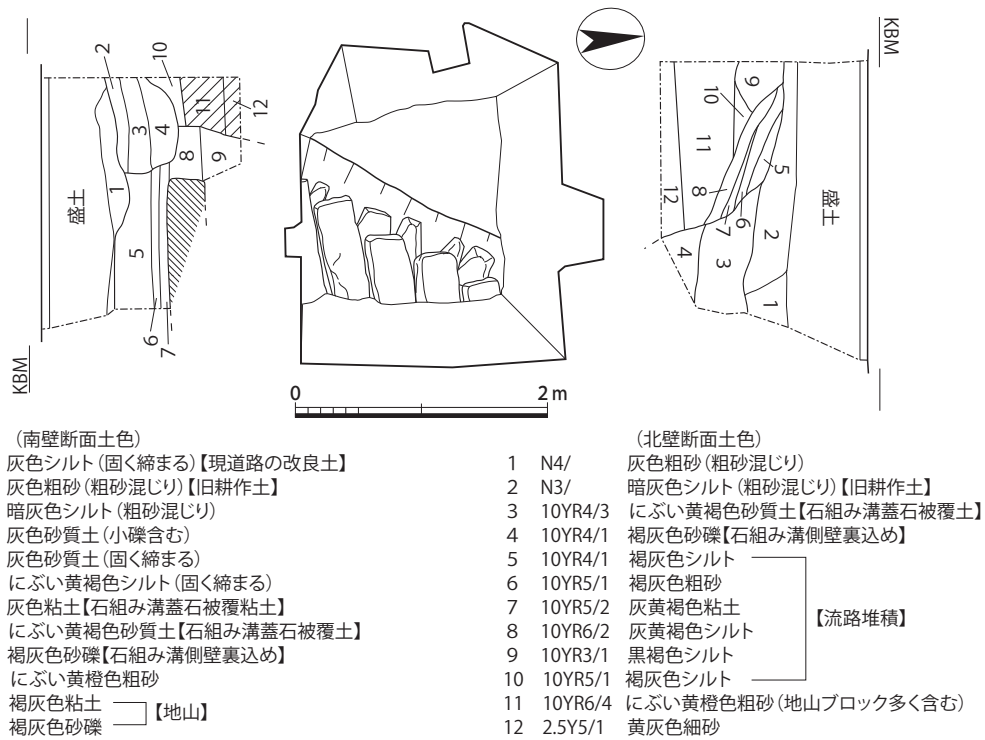 KBM
2
10
11
12
3
4
8
9
1
盛土
5
6
7
KBM
KBM
9
10
11
5
8
12
7
6
盛土
4
3
2
1
0 2 m
（南壁断面土色）
灰色シルト（固く締まる）【現道路の改良土】
灰色粗砂（粗砂混じり）【旧耕作土】
暗灰色シルト（粗砂混じり）
灰色砂質土（小礫含む）
灰色砂質土（固く締まる）
にぶい黄褐色シルト（固く締まる）
灰色粘土【石組み溝蓋石被覆粘土】
にぶい黄褐色砂質土【石組み溝蓋石被覆土】
褐灰色砂礫【石組み溝側壁裏込め】
にぶい黄橙色粗砂
褐灰色粘土
褐灰色砂礫
【地山】
（北壁断面土色）
1 N4/ 灰色粗砂（粗砂混じり）
2 N3/ 暗灰色シルト（粗砂混じり）【旧耕作土】
3 10YR4/3 にぶい黄褐色砂質土【石組み溝蓋石被覆土】
4 10YR4/1 褐灰色砂礫【石組み溝側壁裏込め】
5 10YR4/1 褐灰色シルト
6 10YR5/1 褐灰色粗砂
7 10YR5/2 灰黄褐色粘土
8 10YR6/2 灰黄褐色シルト
9 10YR3/1 黒褐色シルト
10 10YR5/1 褐灰色シルト
【流路堆積】
11 10YR6/4 にぶい黄橙色粗砂（地山ブロック多く含む）
12 2.5Y5/1 黄灰色細砂